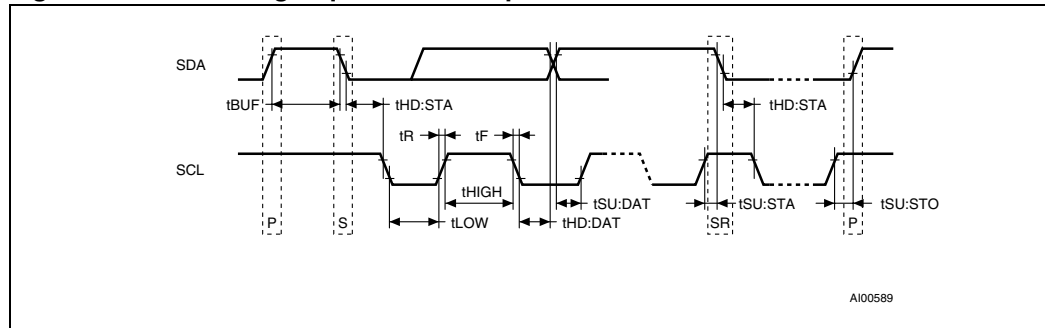 SDA
tBUF
tHD:STA
tHD:STA
tR
tF
SCL
tHIGH
tSU:DAT
tSU:STA
tSU:STO
P
S
tLOW
tHD:DAT
SR
P
AI00589